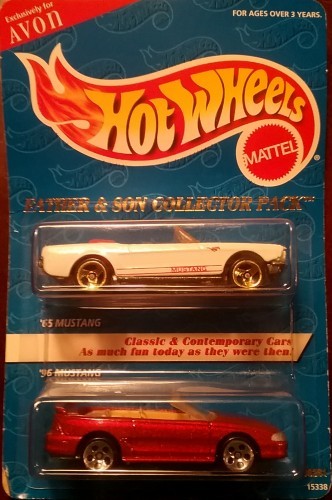 Exclusively for
AVON
FOR AGES OVER 3 YEARS.
HOT WHEELS
MATTEL
FATHER & SON COLLECTOR PACK™
MUSTANG
'65 MUSTANG
Classic & Contemporary Cars
As much fun today as they were then!
'96 MUSTANG
15338